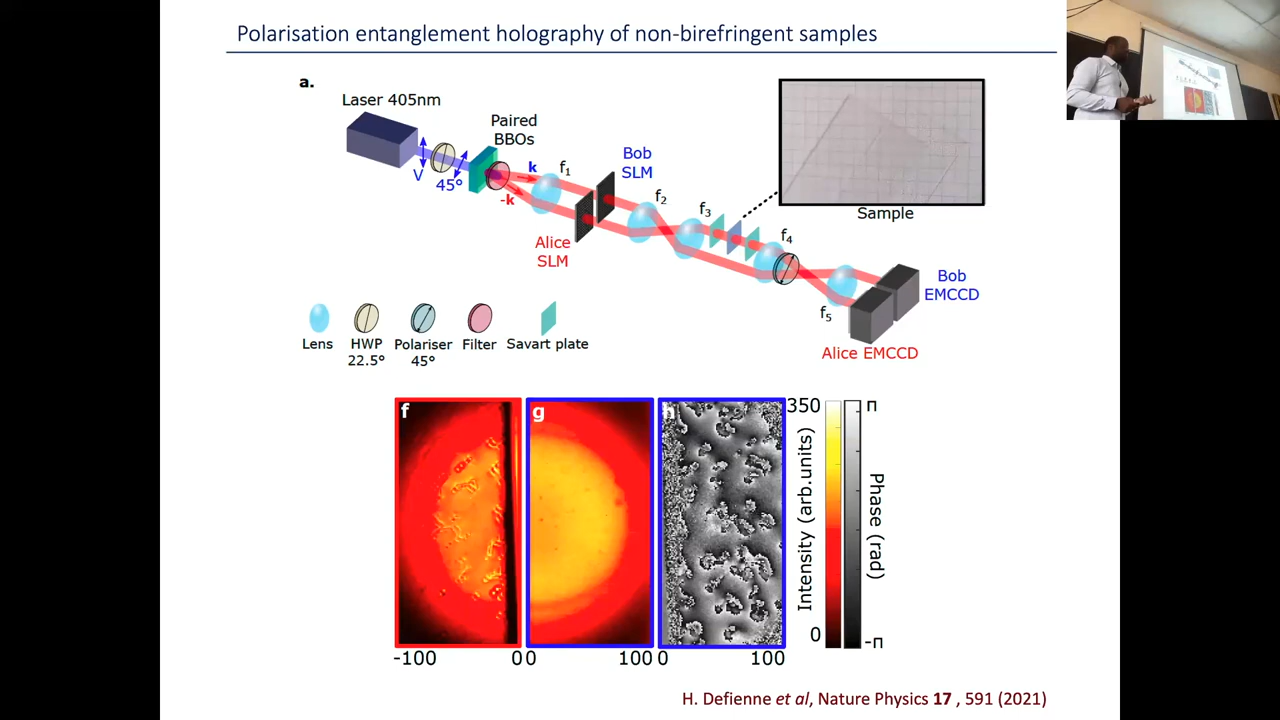 Polarisation entanglement holography of non-birefringent samples
a.
Laser 405nm
V
45°
Paired
BBOs
k
-k
f1
Bob
SLM
Alice
SLM
f2
f3
Sample
f4
f5
Bob
EMCCD
Alice EMCCD
Lens
HWP
22.5°
Polariser
45°
Filter
Savart plate
f
g
h
350
Intensity (arb.units)
0
π
Phase (rad)
-π
-100
0
0
100
0
100
H. Defienne et al, Nature Physics 17 , 591 (2021)